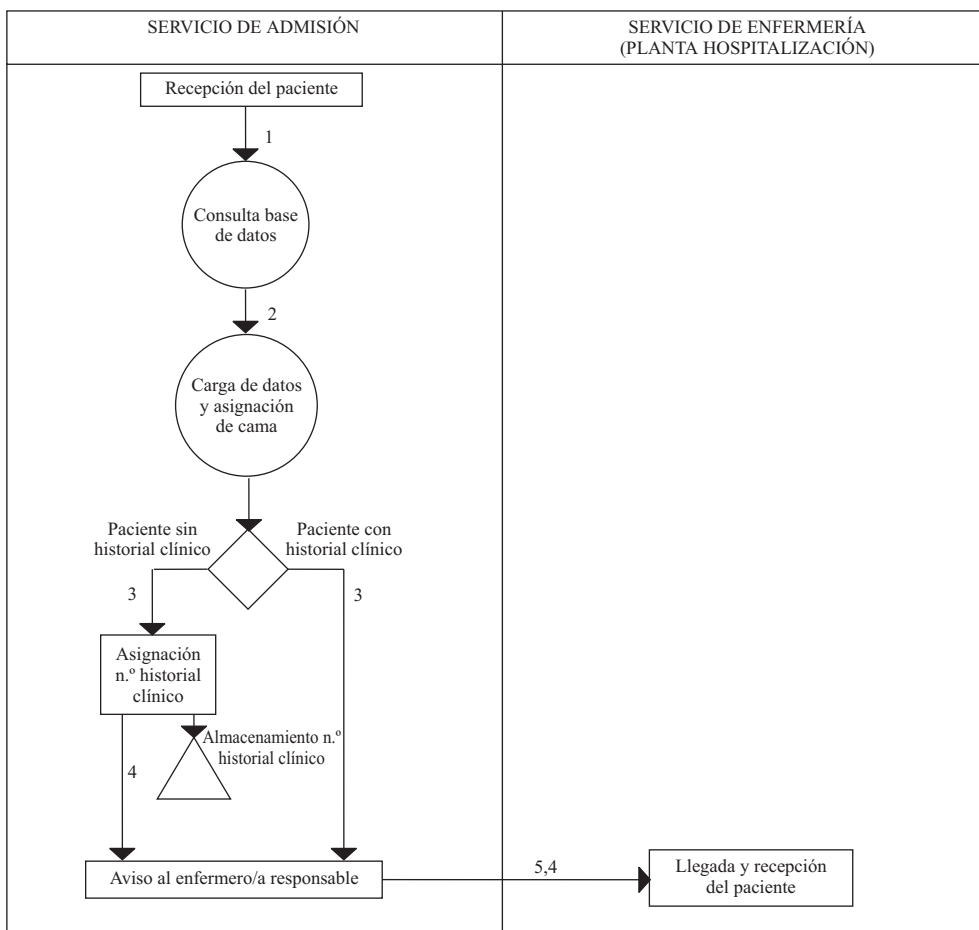 SERVICIO DE ADMISIÓN
SERVICIO DE ENFERMERÍA
(PLANTA HOSPITALIZACIÓN)
Recepción del paciente
1
Consulta base
de datos
2
Carga de datos
y asignación
de cama
Paciente sin
historial clínico
Paciente con
historial clínico
3
3
Asignación
n.º historial
clínico
Almacenamiento n.º
historial clínico
4
Aviso al enfermero/a responsable
5,4
Llegada y recepción
del paciente